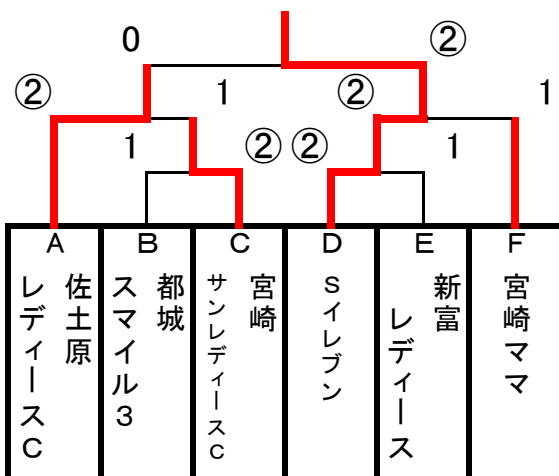 0 ②
② 1 ② 1
1 ② ② 1
A B C D E F
佐土原
レディースC
都城
スマイル3
宮崎
サンレディースC
Sイレブン
新富
レディース
宮崎ママ